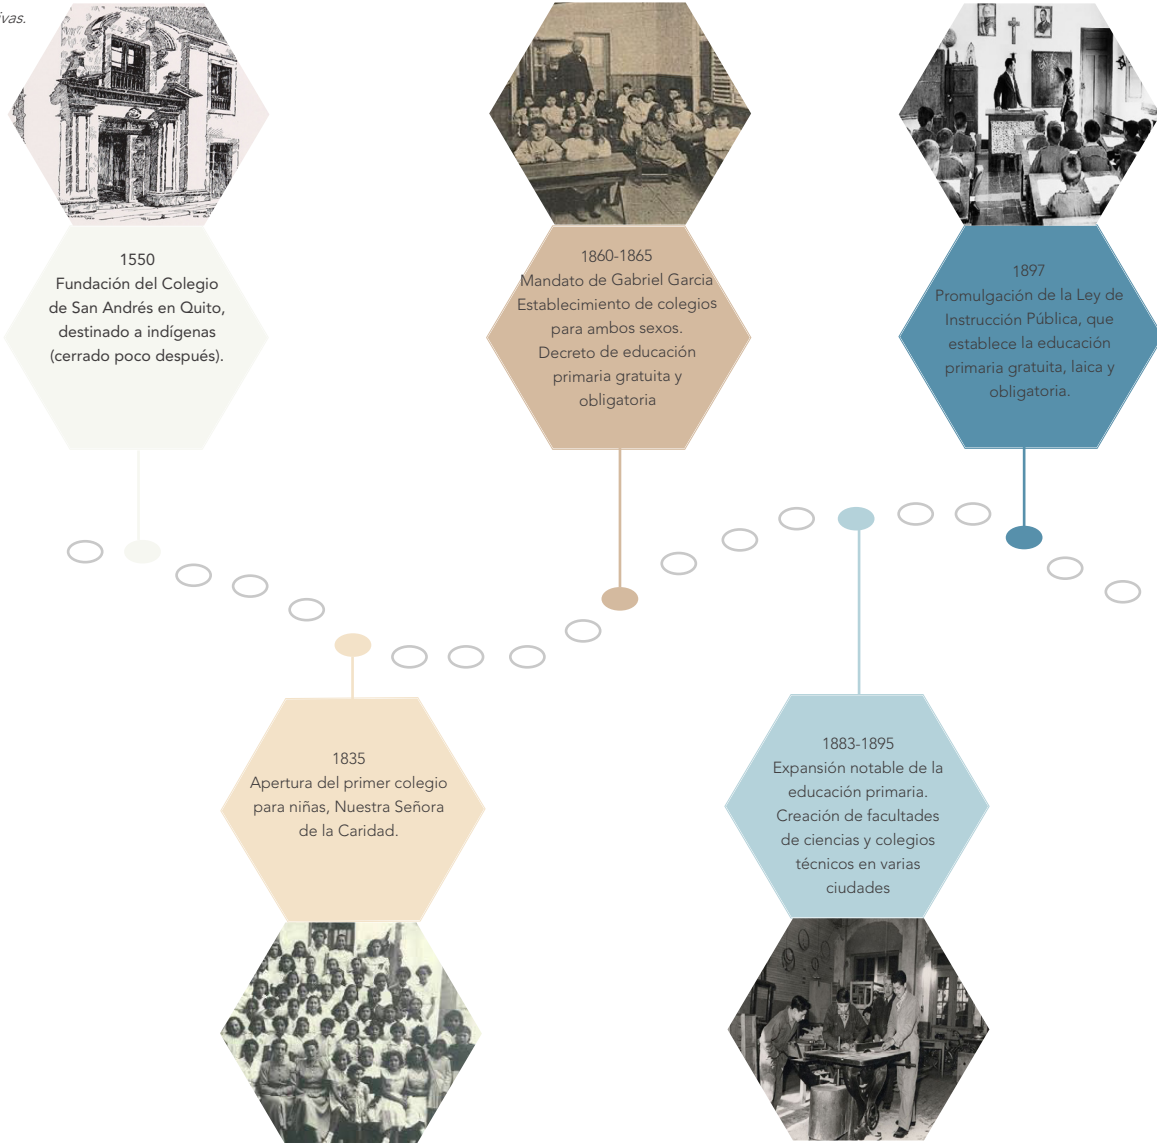 ivas.
1550
Fundación del Colegio
de San Andrés en Quito,
destinado a indígenas
(cerrado poco después).
1835
Apertura del primer colegio
para niñas, Nuestra Señora
de la Caridad.
1860-1865
Mandato de Gabriel Garcia
Establecimiento de colegios
para ambos sexos.
Decreto de educación
primaria gratuita y
obligatoria
1883-1895
Expansión notable de la
educación primaria.
Creación de facultades
de ciencias y colegios
técnicos en varias
ciudades
1897
Promulgación de la Ley de
Instrucción Pública, que
establece la educación
primaria gratuita, laica y
obligatoria.